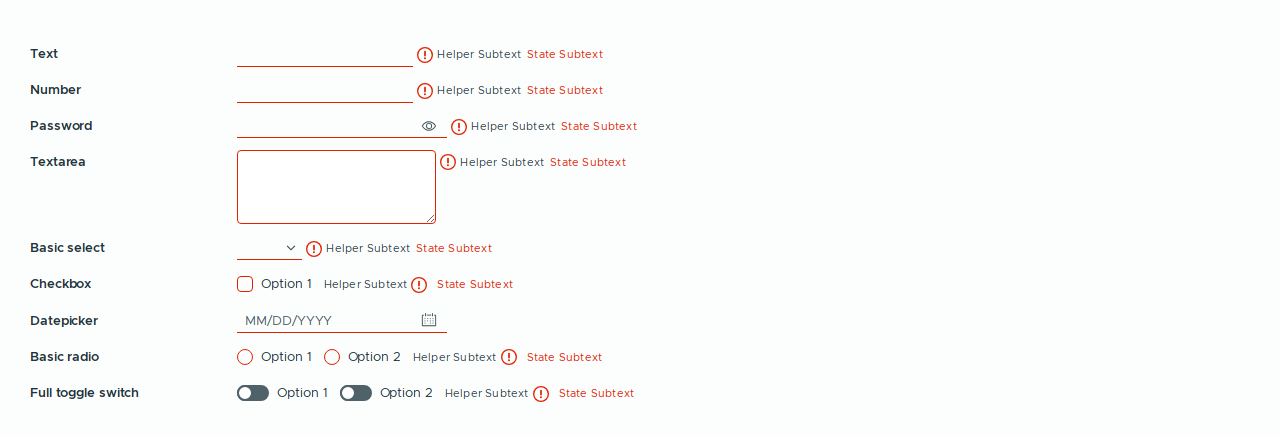 Text Helper Subtext State Subtext
Number Helper Subtext State Subtext
Password Helper Subtext State Subtext
Textarea Helper Subtext State Subtext
Basic select Helper Subtext State Subtext
Checkbox Option 1 Helper Subtext State Subtext
Datepicker MM/DD/YYYY
Basic radio Option 1 Option 2 Helper Subtext State Subtext
Full toggle switch Option 1 Option 2 Helper Subtext State Subtext